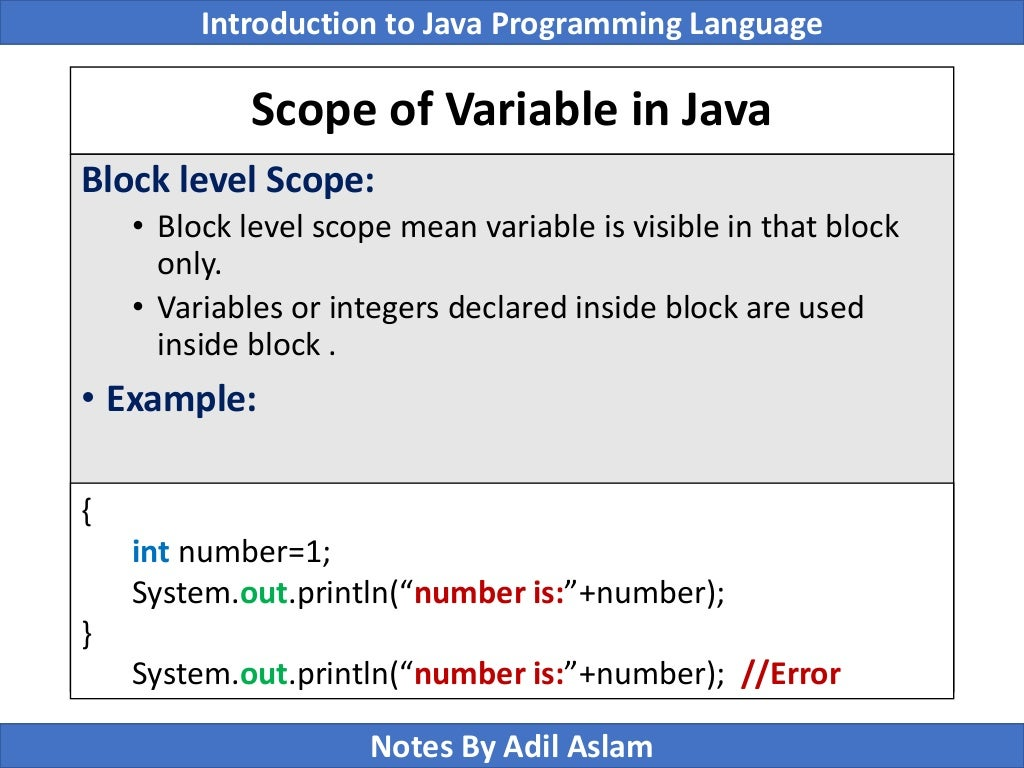 Introduction to Java Programming Language
Scope of Variable in Java
Block level Scope:
• Block level scope mean variable is visible in that block
only.
• Variables or integers declared inside block are used
inside block .
• Example:
{
int number=1;
System.out.println(“number is:”+number);
}
System.out.println(“number is:”+number); //Error
Notes By Adil Aslam